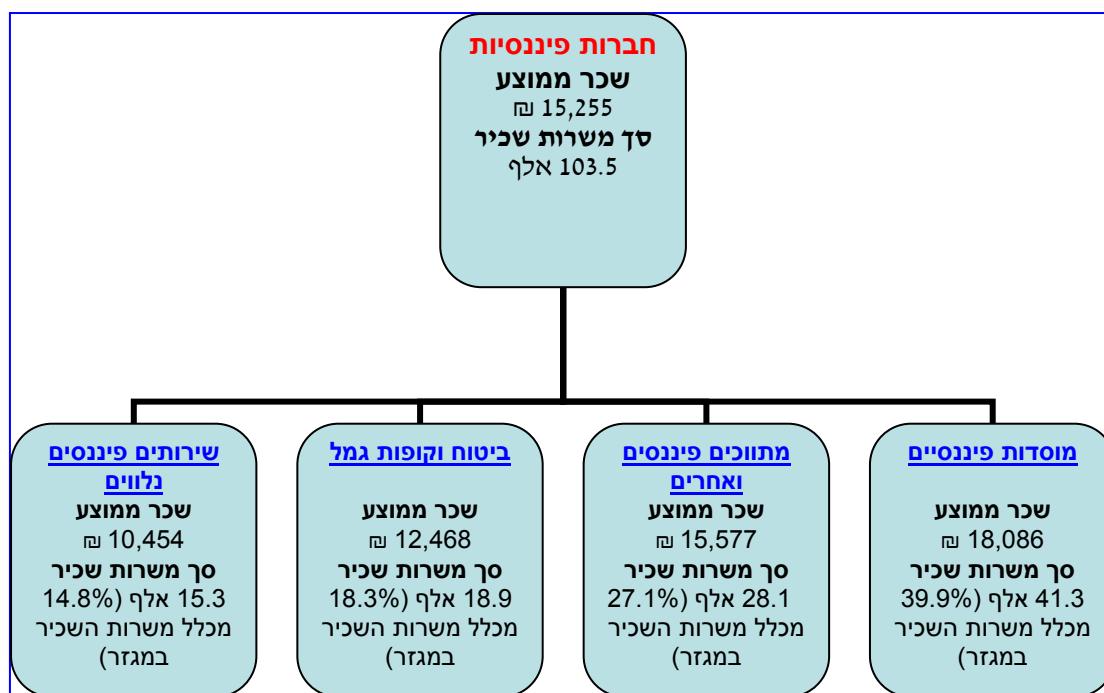 חברות פיננסיות
שכר ממוצע
15,255 ₪
סך משרות שכיר
103.5 אלף
מוסדות פיננסיים
שכר ממוצע
18,086 ₪
סך משרות שכיר
41.3 אלף (39.9%
מכלל משרות השכיר
במגזר)
מתווכים פיננסים
ואחרים
שכר ממוצע
15,577 ₪
סך משרות שכיר
28.1 אלף (27.1%
מכלל משרות השכיר
במגזר)
ביטוח וקופות גמל
שכר ממוצע
12,468 ₪
סך משרות שכיר
18.9 אלף (18.3%
מכלל משרות השכיר
במגזר)
שירותים פיננסים
נלווים
שכר ממוצע
10,454 ₪
סך משרות שכיר
15.3 אלף (14.8%
מכלל משרות השכיר
במגזר)